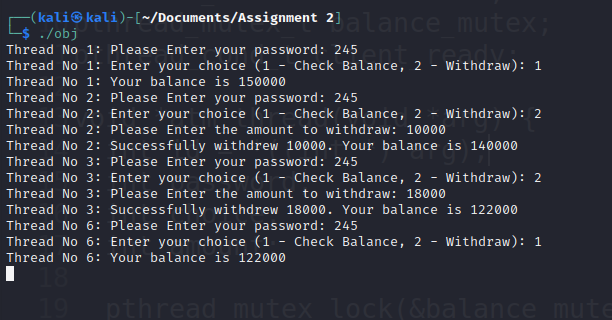 ┌──(kali㉿kali)-[~/Documents/Assignment 2]
└─$ ./obj
Thread No 1: Please Enter your password: 245
Thread No 1: Enter your choice (1 - Check Balance, 2 - Withdraw): 1
Thread No 1: Your balance is 150000
Thread No 2: Please Enter your password: 245
Thread No 2: Enter your choice (1 - Check Balance, 2 - Withdraw): 2
Thread No 2: Please Enter the amount to withdraw: 10000
Thread No 2: Successfully withdrew 10000. Your balance is 140000
Thread No 3: Please Enter your password: 245
Thread No 3: Enter your choice (1 - Check Balance, 2 - Withdraw): 2
Thread No 3: Please Enter the amount to withdraw: 18000
Thread No 3: Successfully withdrew 18000. Your balance is 122000
Thread No 6: Please Enter your password: 245
Thread No 6: Enter your choice (1 - Check Balance, 2 - Withdraw): 1
Thread No 6: Your balance is 122000
18
19 pthread_mutex_lock(&balance_mute